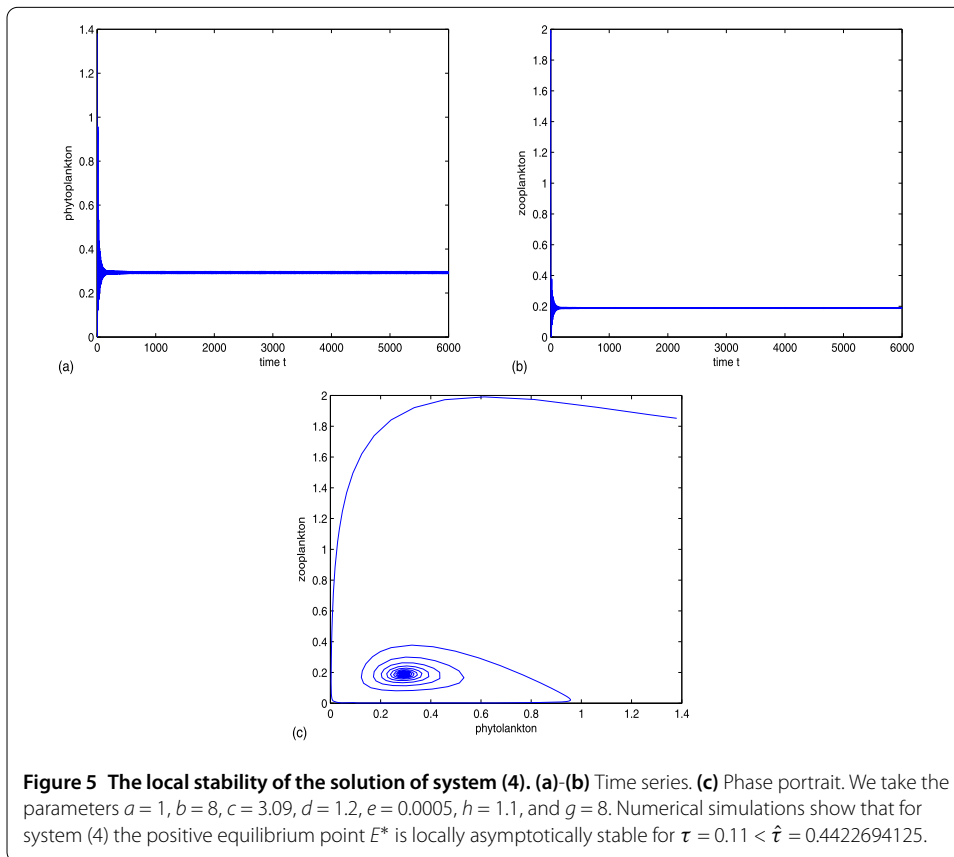 1.4
1.2
1
0.8
0.6
0.4
0.2
0
phytoplankton
0 1000 2000 3000 4000 5000 6000
time t
(a)
2
1.8
1.6
1.4
1.2
1
0.8
0.6
0.4
0.2
0
zooplankton
0 1000 2000 3000 4000 5000 6000
time t
(b)
2
1.8
1.6
1.4
1.2
1
0.8
0.6
0.4
0.2
0
zooplankton
0 0.2 0.4 0.6 0.8 1 1.2 1.4
phytolankton
(c)
Figure 5 The local stability of the solution of system (4). (a)-(b) Time series. (c) Phase portrait. We take the
parameters a = 1, b = 8, c = 3.09, d = 1.2, e = 0.0005, h = 1.1, and g = 8. Numerical simulations show that for
system (4) the positive equilibrium point E* is locally asymptotically stable for τ = 0.11 < τ̂ = 0.4422694125.